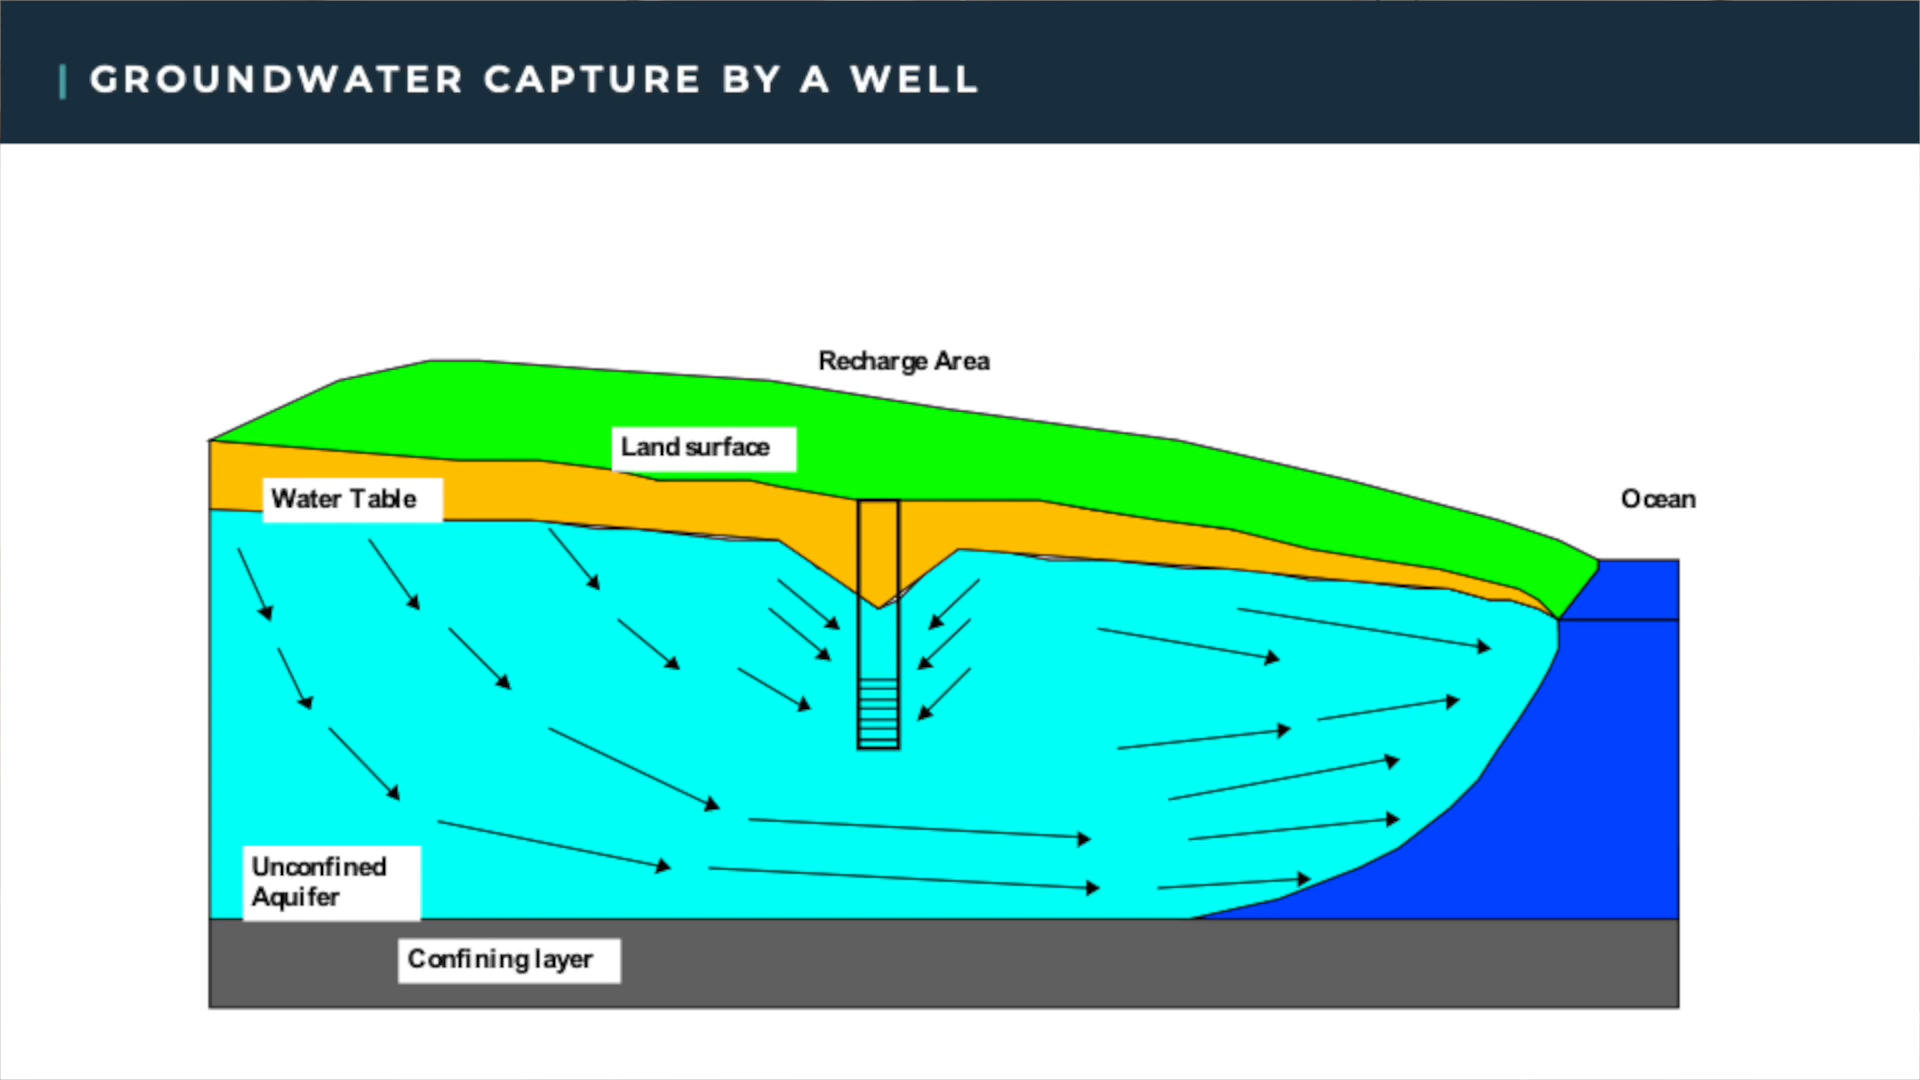 GROUNDWATER CAPTURE BY A WELL
Recharge Area
Land surface
Water Table
Ocean
Unconfined
Aquifer
Confining layer